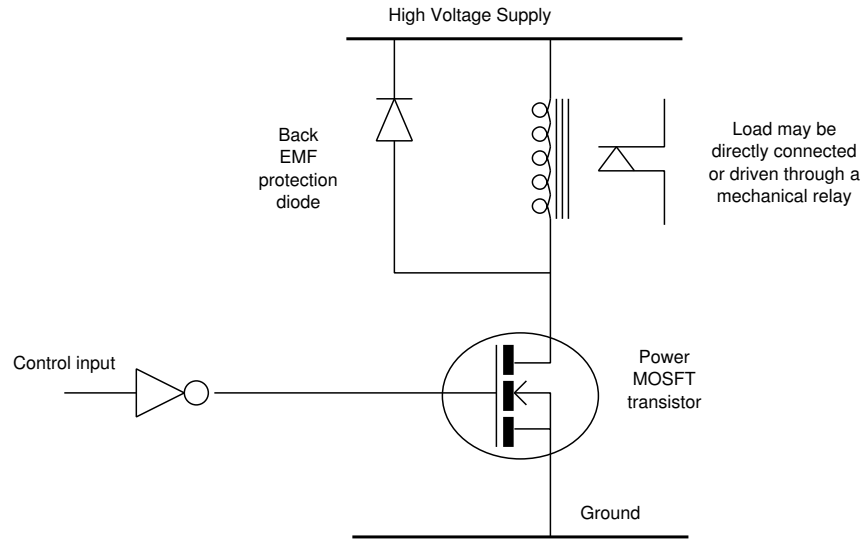 High Voltage Supply
Back
EMF
protection
diode
Load may be
directly connected
or driven through a
mechanical relay
Control input
Power
MOSFT
transistor
Ground